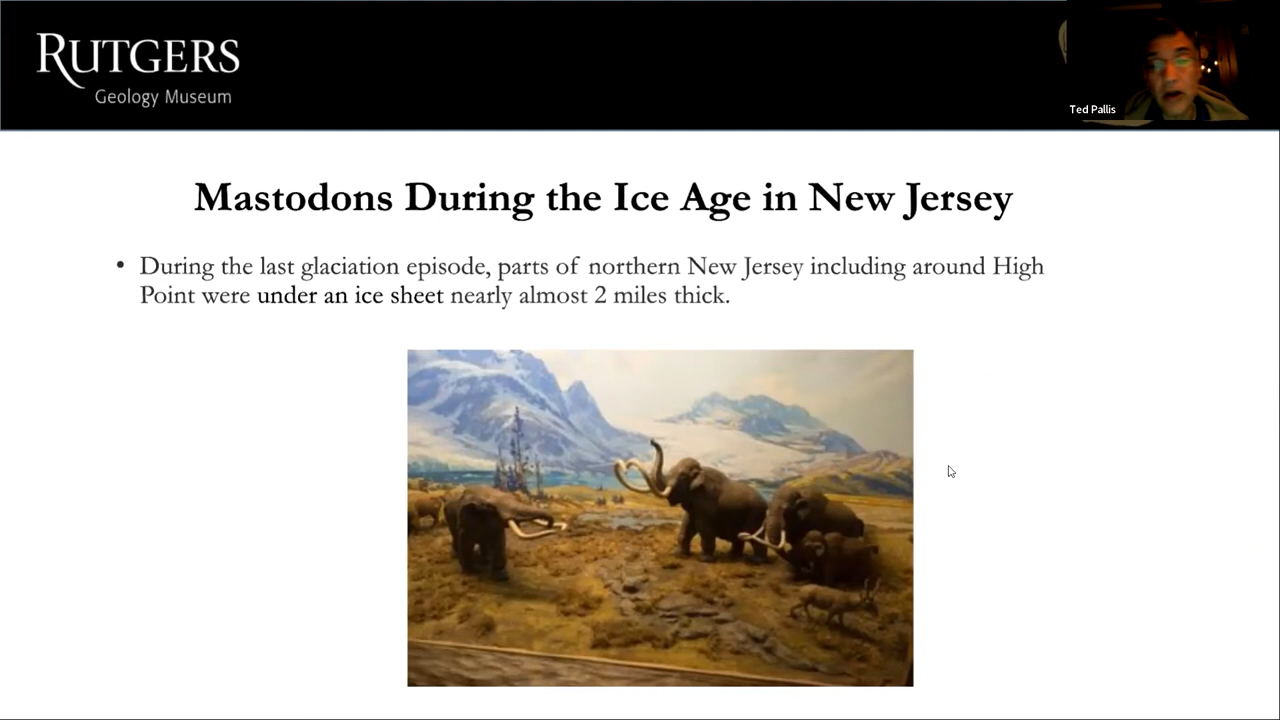 RUTGERS
Geology Museum
Ted Pallis
Mastodons During the Ice Age in New Jersey
• During the last glaciation episode, parts of northern New Jersey including around High
Point were under an ice sheet nearly almost 2 miles thick.